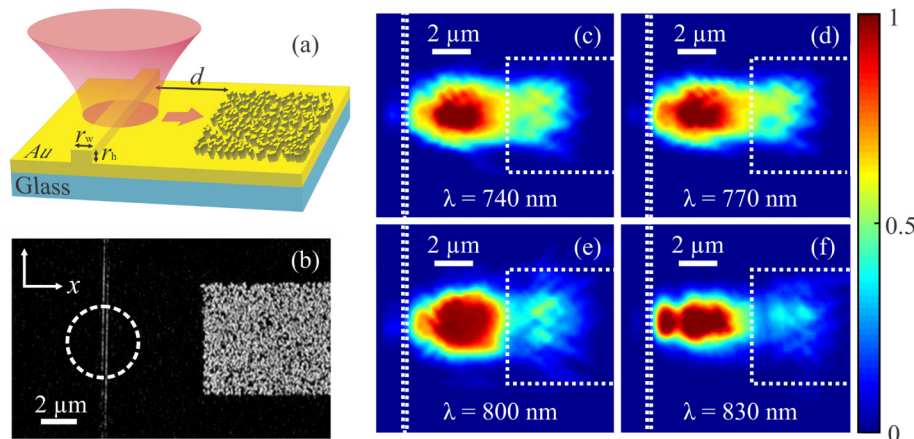 (a)
d
r_w
r_h
Au
Glass
(b)
x
2 µm
2 µm
(c)
λ = 740 nm
2 µm
(d)
λ = 770 nm
2 µm
(e)
λ = 800 nm
2 µm
(f)
λ = 830 nm
1
0.5
0